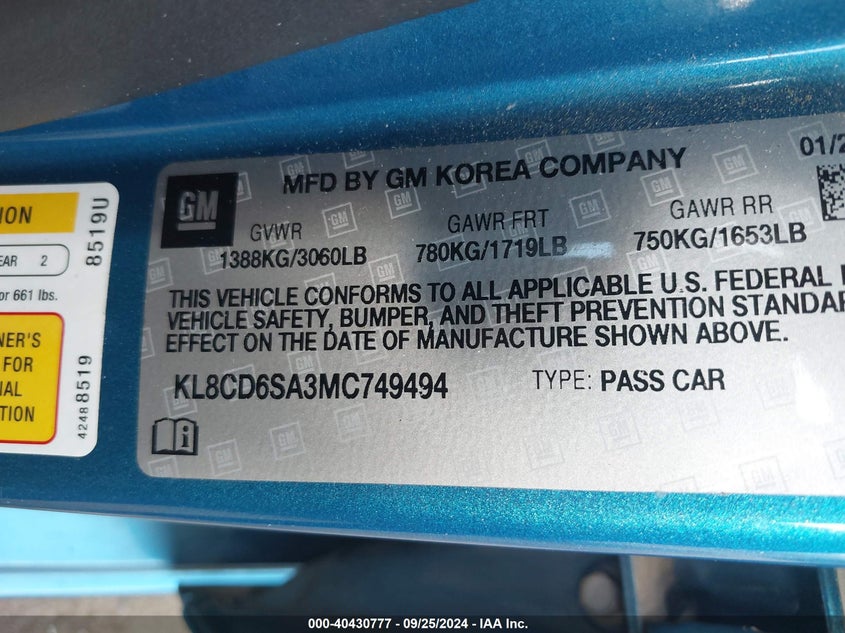 MFD BY GM KOREA COMPANY
01/2
GM
GVWR
1388KG/3060LB
GAWR FRT
780KG/1719LB
GAWR RR
750KG/1653LB
THIS VEHICLE CONFORMS TO ALL APPLICABLE U.S. FEDERAL
VEHICLE SAFETY, BUMPER, AND THEFT PREVENTION STANDAR
EFFECT ON THE DATE OF MANUFACTURE SHOWN ABOVE.
KL8CD6SA3MC749494
TYPE: PASS CAR
ION
EAR 2
or 661 lbs.
NER'S
FOR
IAL
TION
8519U
42488519
000-40430777 - 09/25/2024 - IAA Inc.